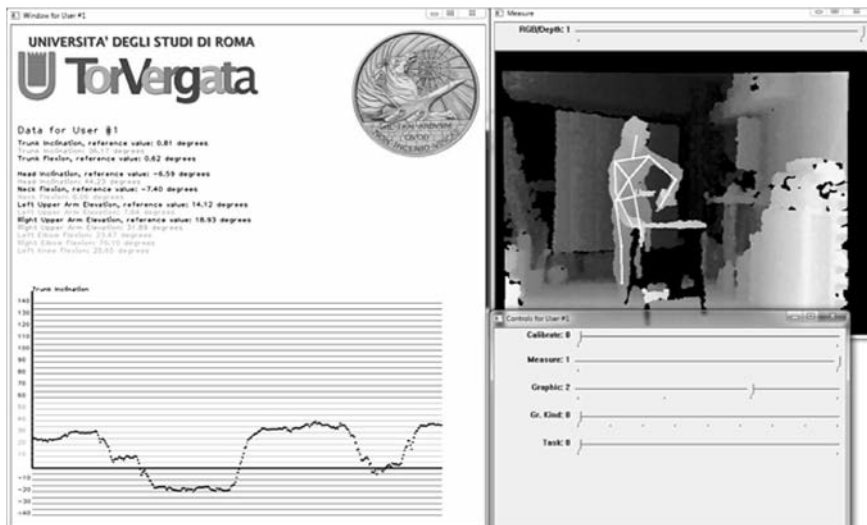 Window for User #1
UNIVERSITA' DEGLI STUDI DI ROMA
TorVergata
Data for User #1
Trunk Inclination, reference value: 0.81 degrees
Trunk Inclination: 36.17 degrees
Trunk Flexion, reference value: 0.62 degrees
Head Inclination, reference value: -6.59 degrees
Head Inclination: 44.23 degrees
Neck Flexion, reference value: -7.40 degrees
Neck Flexion: degrees
Left Upper Arm Elevation, reference value: 14.12 degrees
Left Upper Arm Elevation: 7.64 degrees
Right Upper Arm Elevation, reference value: 18.93 degrees
Right Upper Arm Elevation: 31.89 degrees
Left Elbow Flexion: 23.47 degrees
Right Elbow Flexion: 76.10 degrees
Left Knee Flexion: degrees
Trunk Inclination
140
130
120
110
100
90
80
70
60
50
40
30
20
10
-10
-20
-30
-40
Measure
RGB/Depth: 1
Controls for User #1
Calibrate: 0
Measure: 1
Graphic: 2
Gr. Kind: 0
Task: 0